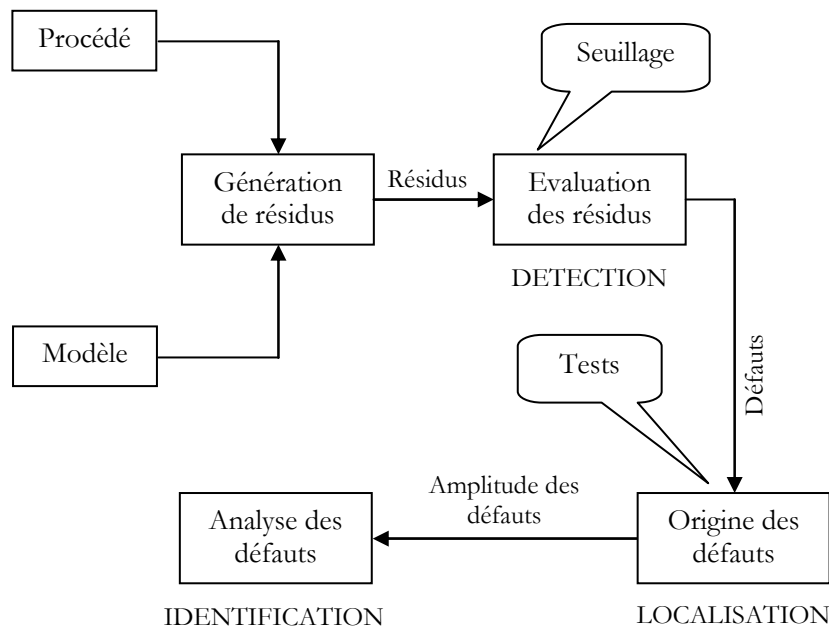 Procédé
Seuillage
Génération
de résidus
Résidus
Evaluation
des résidus
DETECTION
Modèle
Tests
Défauts
Amplitude des
défauts
Analyse des
défauts
Origine des
défauts
IDENTIFICATION
LOCALISATION